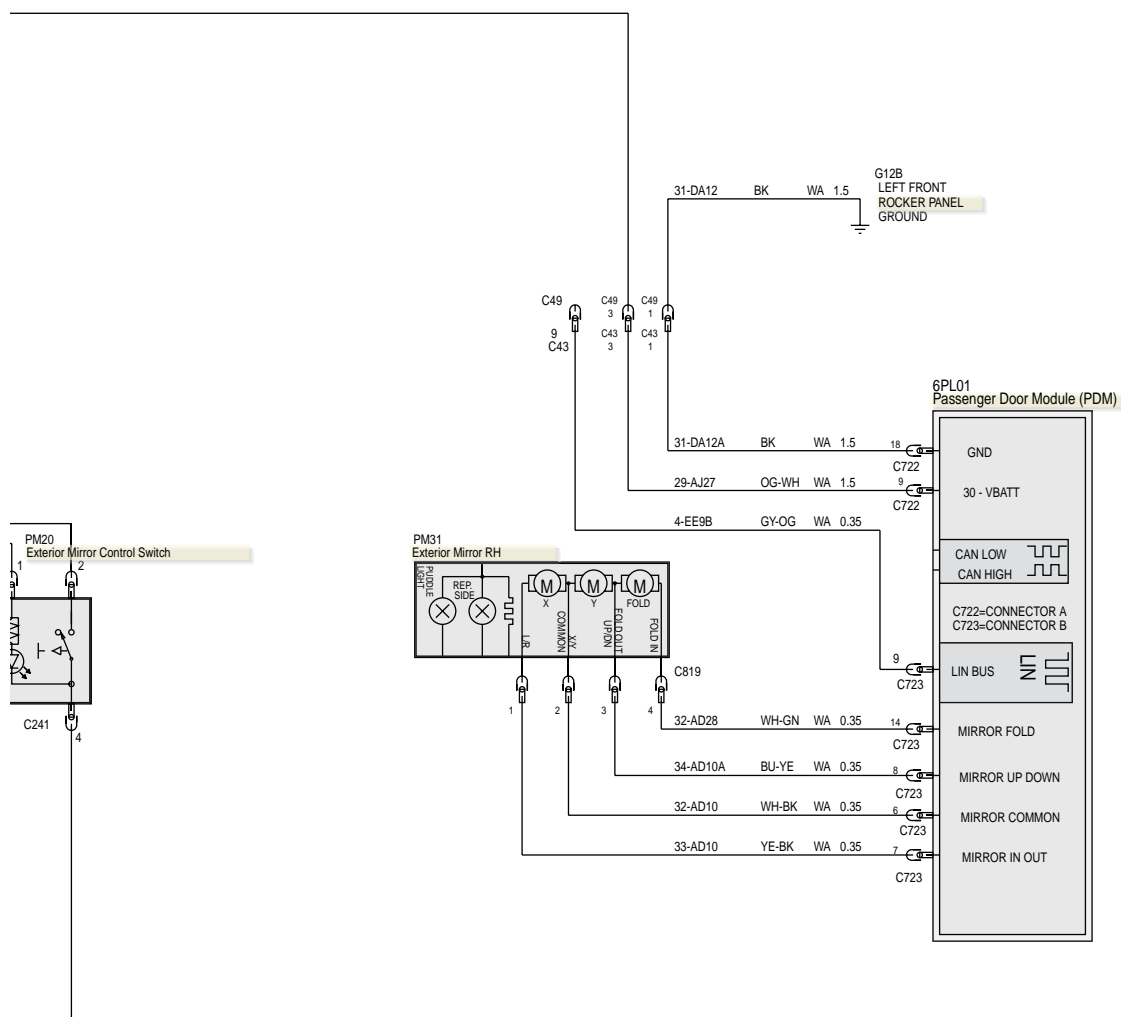 G12B
LEFT FRONT
ROCKER PANEL
GROUND
31-DA12 BK WA 1.5
C49 C49 C49
3 1
9 C43 C43
C43 3 1
6PL01
Passenger Door Module (PDM)
31-DA12A BK WA 1.5 18
C722
GND
29-AJ27 OG-WH WA 1.5 9
C722
30 - VBATT
4-EE9B GY-OG WA 0.35
CAN LOW
CAN HIGH
C722=CONNECTOR A
C723=CONNECTOR B
9
C723
LIN BUS
LIN
PM20
Exterior Mirror Control Switch
1 2
C241
4
PM31
Exterior Mirror RH
PUDDLE
LIGHT
REP.
SIDE
M M M
X Y FOLD
L/R
X/Y
COMMON
FOLD OUT
UP/DN
FOLD IN
C819
1 2 3 4
32-AD28 WH-GN WA 0.35 14
C723
MIRROR FOLD
34-AD10A BU-YE WA 0.35 8
C723
MIRROR UP DOWN
32-AD10 WH-BK WA 0.35 6
C723
MIRROR COMMON
33-AD10 YE-BK WA 0.35 7
C723
MIRROR IN OUT